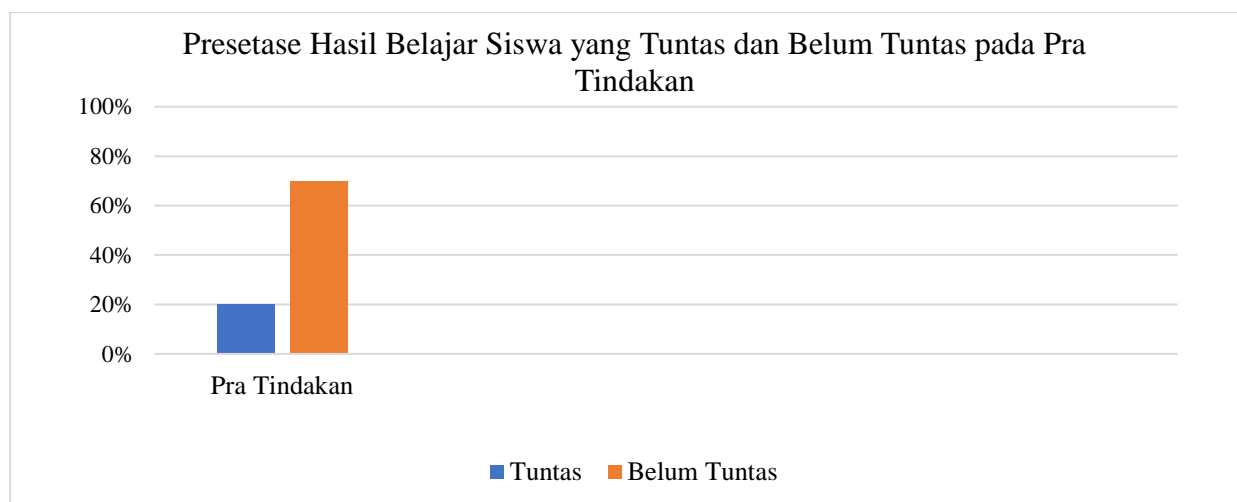 Presetase Hasil Belajar Siswa yang Tuntas dan Belum Tuntas pada Pra
Tindakan
100%
80%
60%
40%
20%
0%
Pra Tindakan
Tuntas
Belum Tuntas